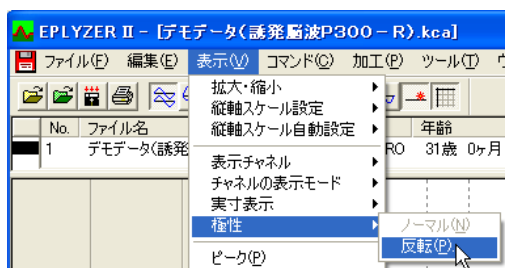 EPLYZER II - [デモデータ(誘発脳波P300-R).kca]
ファイル(F) 編集(E) 表示(V) コマンド(C) 加工(P) ツール(T)
拡大・縮小
縦軸スケール設定
縦軸スケール自動設定
No. ファイル名 年齢
1 デモデータ(誘発 RO 31歳 0ヶ月
表示チャネル
チャネルの表示モード
実寸表示
極性
ノーマル(N)
反転(P)
ピーク(P)